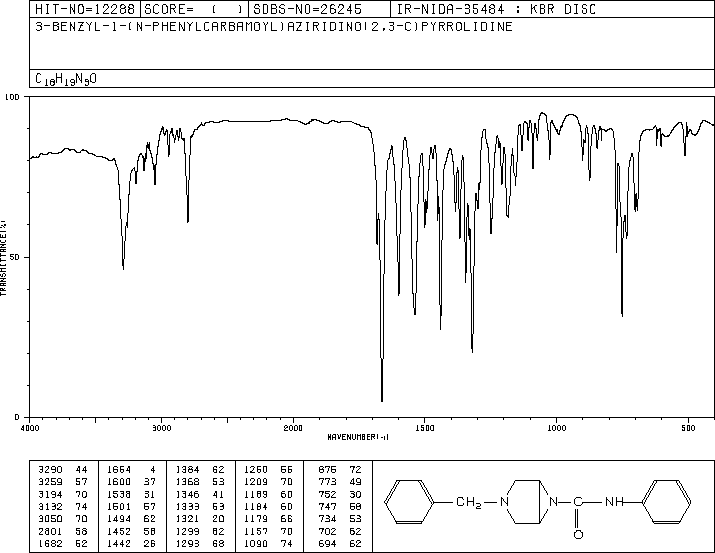 HIT-NO=12288 SCORE= ( ) SDBS-NO=26245 IR-NIDA-35484 : KBR DISC
3-BENZYL-1-(N-PHENYLCARBAMOYL)AZIRIDINO(2,3-C)PYRROLIDINE
C18H19N3O
100
50
0
TRANSMITTANCE(%)
4000 3000 2000 1500 1000 500
WAVENUMBER(-1)
3290 44 1664 4 1384 62 1250 55 875 72
3259 57 1600 37 1368 53 1209 70 773 49
3194 70 1538 31 1346 41 1189 60 752 30
3132 74 1501 57 1333 53 1184 60 747 58
3050 70 1494 62 1321 20 1179 66 734 53
2801 58 1452 58 1299 62 1157 70 702 62
1682 52 1442 26 1293 68 1090 74 694 62
CH2 N N C NH
O